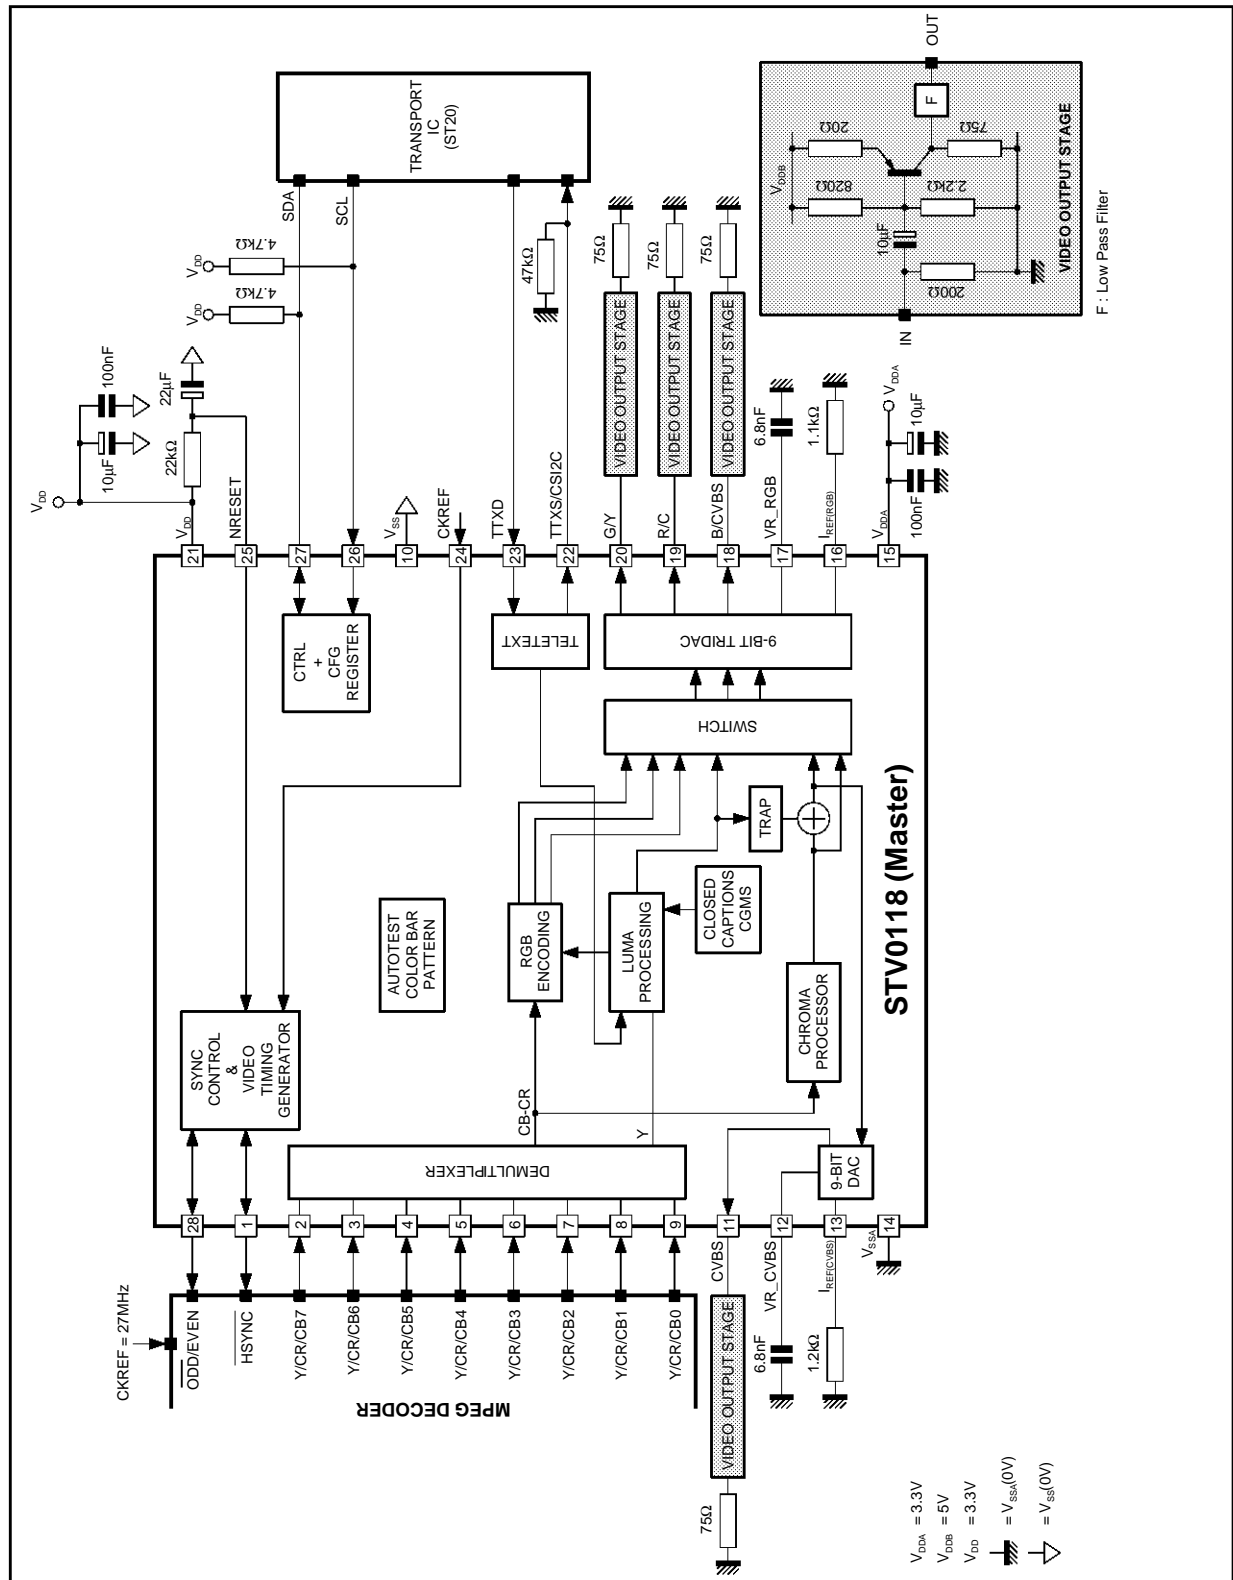 CKREF = 27MHz
MPEG DECODER
ODD/EVEN
HSYNC
Y/CR/CB7
Y/CR/CB6
Y/CR/CB5
Y/CR/CB4
Y/CR/CB3
Y/CR/CB2
Y/CR/CB1
Y/CR/CB0
28
1
2
3
4
5
6
7
8
9
11
12
13
14
CVBS
VR_CVBS
IREF(CVBS)
VSSA
VIDEO OUTPUT STAGE
75Ω
6.8nF
1.2kΩ
SYNC
CONTROL
&
VIDEO
TIMING
GENERATOR
DEMULTIPLEXER
CB-CR
Y
AUTOTEST
COLOR BAR
PATTERN
RGB
ENCODING
LUMA
PROCESSING
CLOSED
CAPTIONS
CGMS
CHROMA
PROCESSOR
TRAP
9-BIT
DAC
SWITCH
9-BIT TRIDAC
TELETEXT
CTRL
+
CFG
REGISTER
STV0118 (Master)
21
25
27
26
10
24
23
22
20
19
18
17
16
15
VDD
NRESET
VSS
CKREF
TTXD
TTXS/CSI2C
G/Y
R/C
B/CVBS
VR_RGB
IREF(RGB)
VDDA
VDD
10µF
100nF
22kΩ
22µF
VDD
4.7kΩ
VDD
4.7kΩ
SDA
SCL
TRANSPORT
IC
(ST20)
47kΩ
VIDEO OUTPUT STAGE
75Ω
VIDEO OUTPUT STAGE
75Ω
VIDEO OUTPUT STAGE
75Ω
6.8nF
1.1kΩ
VDDA
100nF
10µF
IN
OUT
VDDB
820Ω
20Ω
F
10µF
200Ω
2.2kΩ
75Ω
VIDEO OUTPUT STAGE
F : Low Pass Filter
VDDA = 3.3V
VDDB = 5V
VDD = 3.3V
= VSSA(0V)
= VSS(0V)